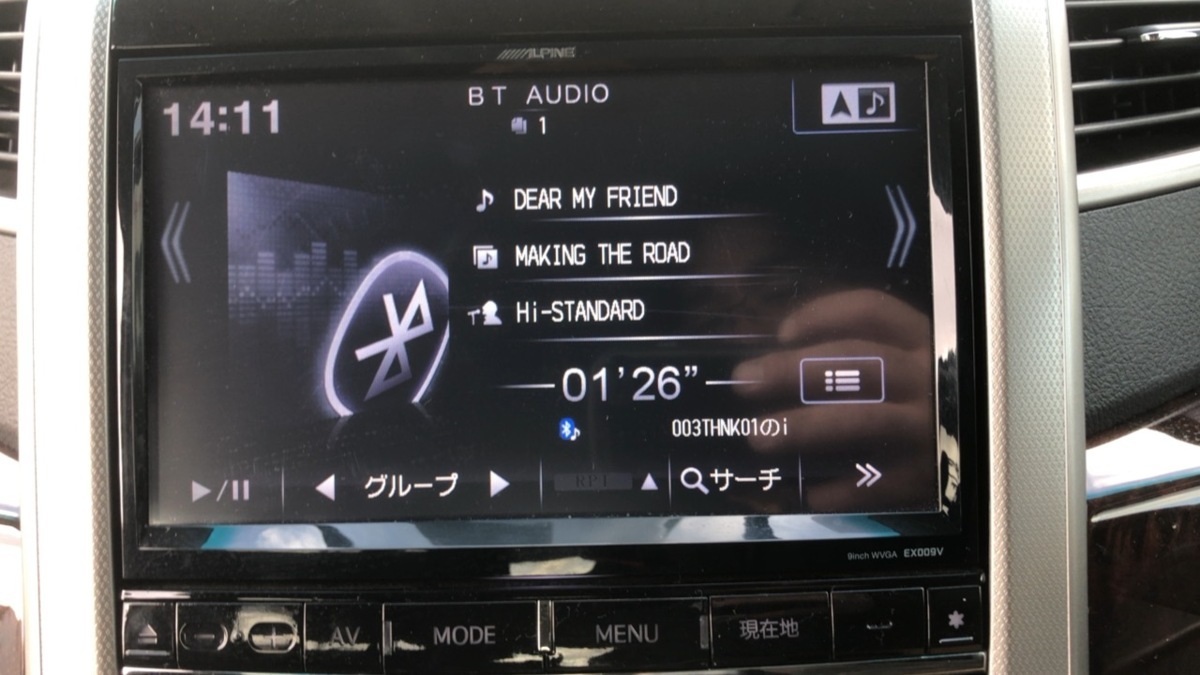 ALPINE
14:11
BT AUDIO
1
DEAR MY FRIEND
MAKING THE ROAD
Hi-STANDARD
01'26”
003THNK01のi
グループ
RPT
サーチ
9inch WVGA EX009V
AV
MODE
MENU
現在地